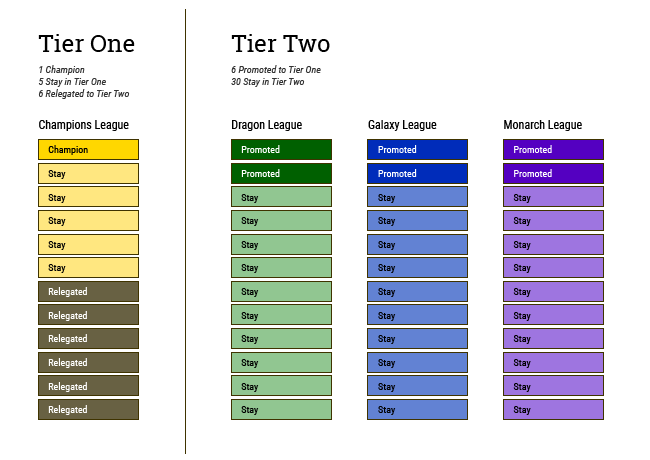 Tier One
1 Champion
5 Stay in Tier One
6 Relegated to Tier Two
Champions League
Champion
Stay
Stay
Stay
Stay
Stay
Relegated
Relegated
Relegated
Relegated
Relegated
Relegated
Tier Two
6 Promoted to Tier One
30 Stay in Tier Two
Dragon League
Promoted
Promoted
Stay
Stay
Stay
Stay
Stay
Stay
Stay
Stay
Stay
Stay
Galaxy League
Promoted
Promoted
Stay
Stay
Stay
Stay
Stay
Stay
Stay
Stay
Stay
Stay
Monarch League
Promoted
Promoted
Stay
Stay
Stay
Stay
Stay
Stay
Stay
Stay
Stay
Stay